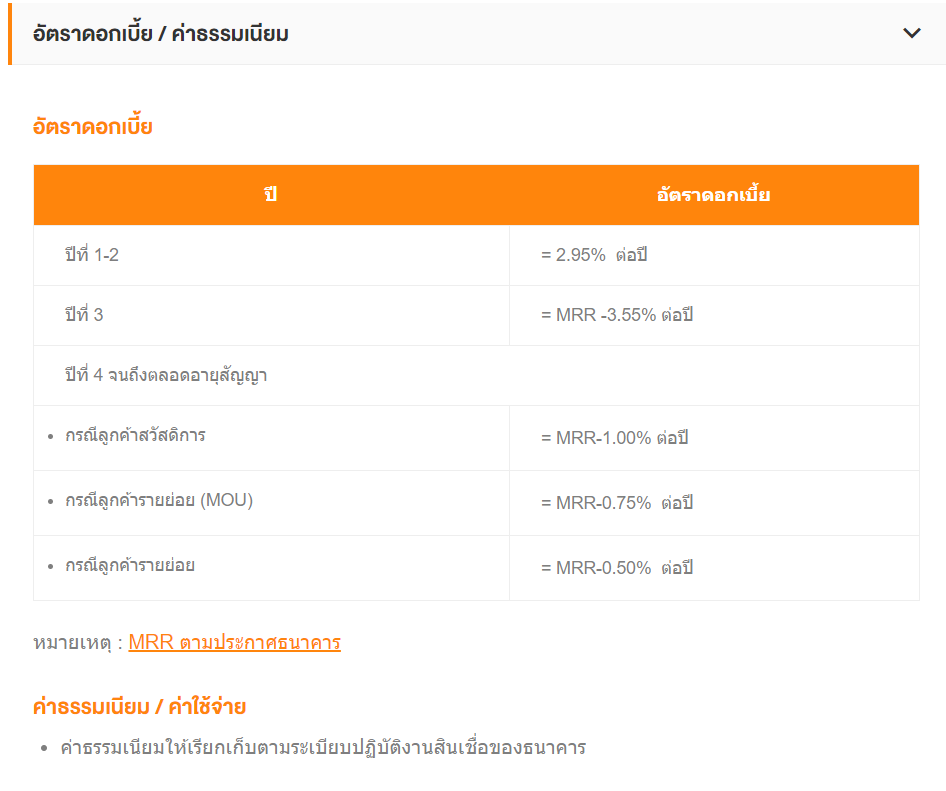 อัตราดอกเบี้ย / ค่าธรรมเนียม
อัตราดอกเบี้ย
ปี อัตราดอกเบี้ย
ปีที่ 1-2 = 2.95% ต่อปี
ปีที่ 3 = MRR -3.55% ต่อปี
ปีที่ 4 จนถึงตลอดอายุสัญญา
• กรณีลูกค้าสวัสดิการ = MRR-1.00% ต่อปี
• กรณีลูกค้ารายย่อย (MOU) = MRR-0.75% ต่อปี
• กรณีลูกค้ารายย่อย = MRR-0.50% ต่อปี
หมายเหตุ : MRR ตามประกาศธนาคาร
ค่าธรรมเนียม / ค่าใช้จ่าย
• ค่าธรรมเนียมให้เรียกเก็บตามระเบียบปฏิบัติงานสินเชื่อของธนาคาร